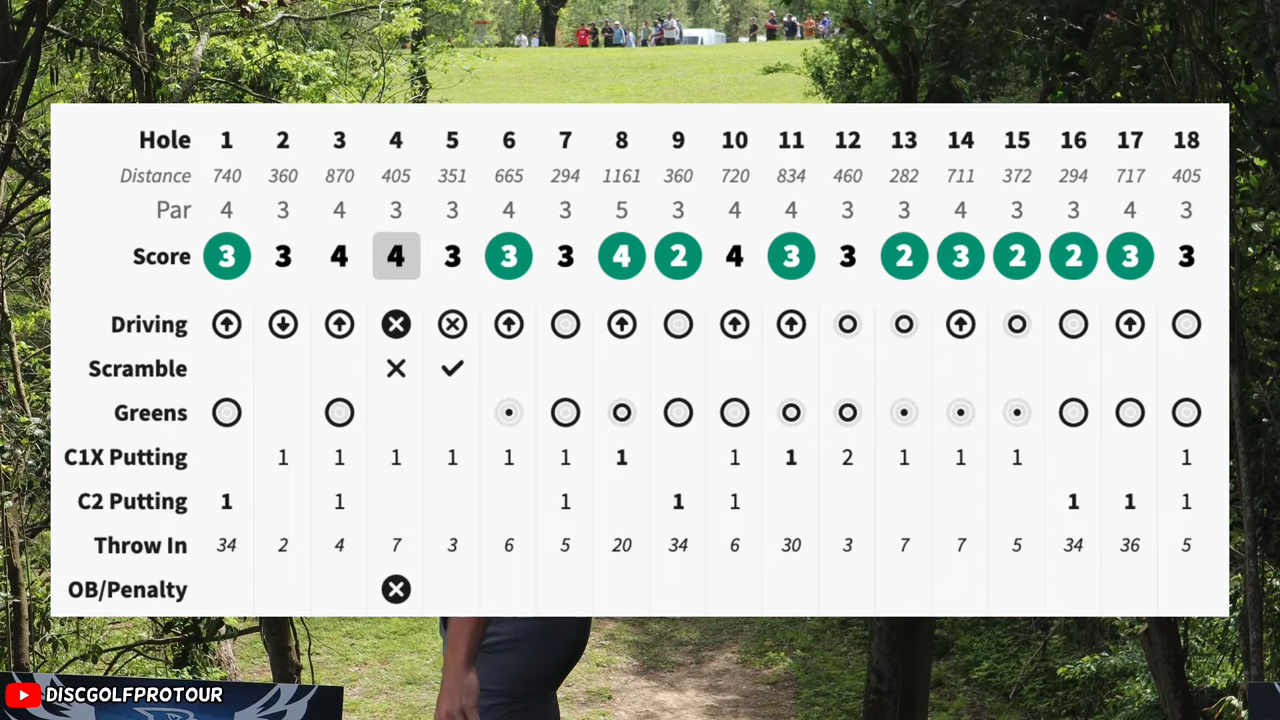 Hole 1 2 3 4 5 6 7 8 9 10 11 12 13 14 15 16 17 18
Distance 740 360 870 405 351 665 294 1161 360 720 834 460 282 711 372 294 717 405
Par 4 3 4 3 3 4 3 5 3 4 4 3 3 4 3 3 4 3
Score 3 3 4 4 3 3 3 4 2 4 3 3 2 3 2 2 3 3
Driving
Scramble
Greens
C1X Putting 1 1 1 1 1 1 1 1 1 2 1 1 1 1
C2 Putting 1 1 1 1 1 1 1 1
Throw In 34 2 4 7 3 6 5 20 34 6 30 3 7 7 5 34 36 5
OB/Penalty
DISCGOLFPROTOUR